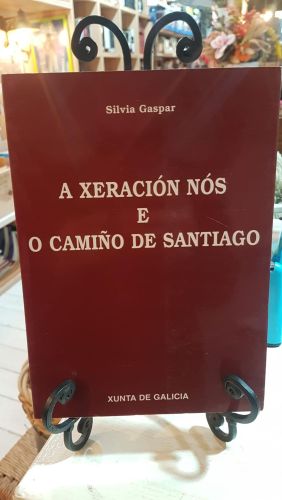 Silvia Gaspar
A XERACIÓN NÓS
E
O CAMIÑO DE SANTIAGO
XUNTA DE GALICIA